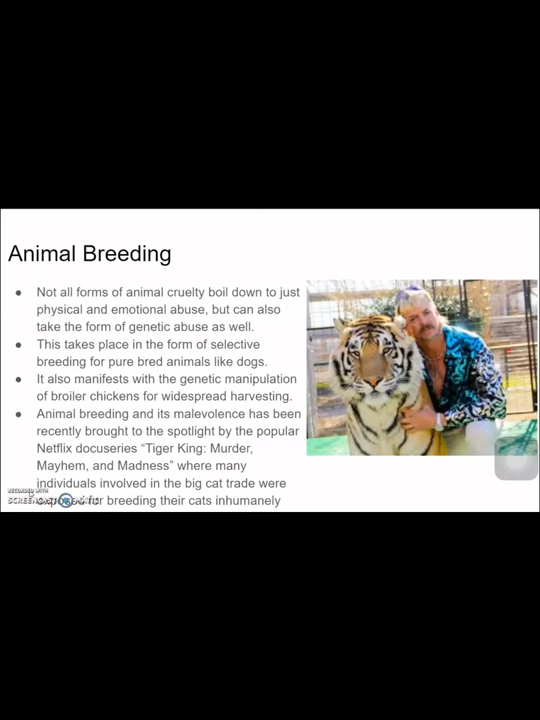 Animal Breeding
● Not all forms of animal cruelty boil down to just
physical and emotional abuse, but can also
take the form of genetic abuse as well.
● This takes place in the form of selective
breeding for pure bred animals like dogs.
● It also manifests with the genetic manipulation
of broiler chickens for widespread harvesting.
● Animal breeding and its malevolence has been
recently brought to the spotlight by the popular
Netflix docuseries “Tiger King: Murder,
Mayhem, and Madness” where many
individuals involved in the big cat trade were
exposed for breeding their cats inhumanely
RECORDED WITH